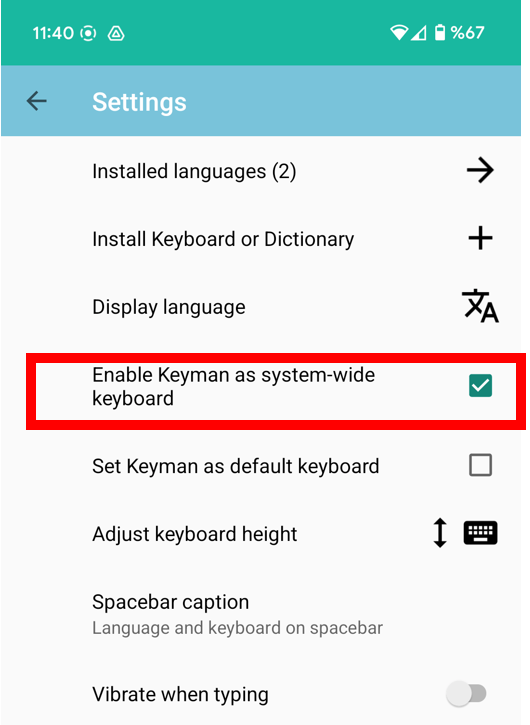 11:40 %67
Settings
Installed languages (2)
Install Keyboard or Dictionary
Display language
Enable Keyman as system-wide
keyboard
Set Keyman as default keyboard
Adjust keyboard height
Spacebar caption
Language and keyboard on spacebar
Vibrate when typing